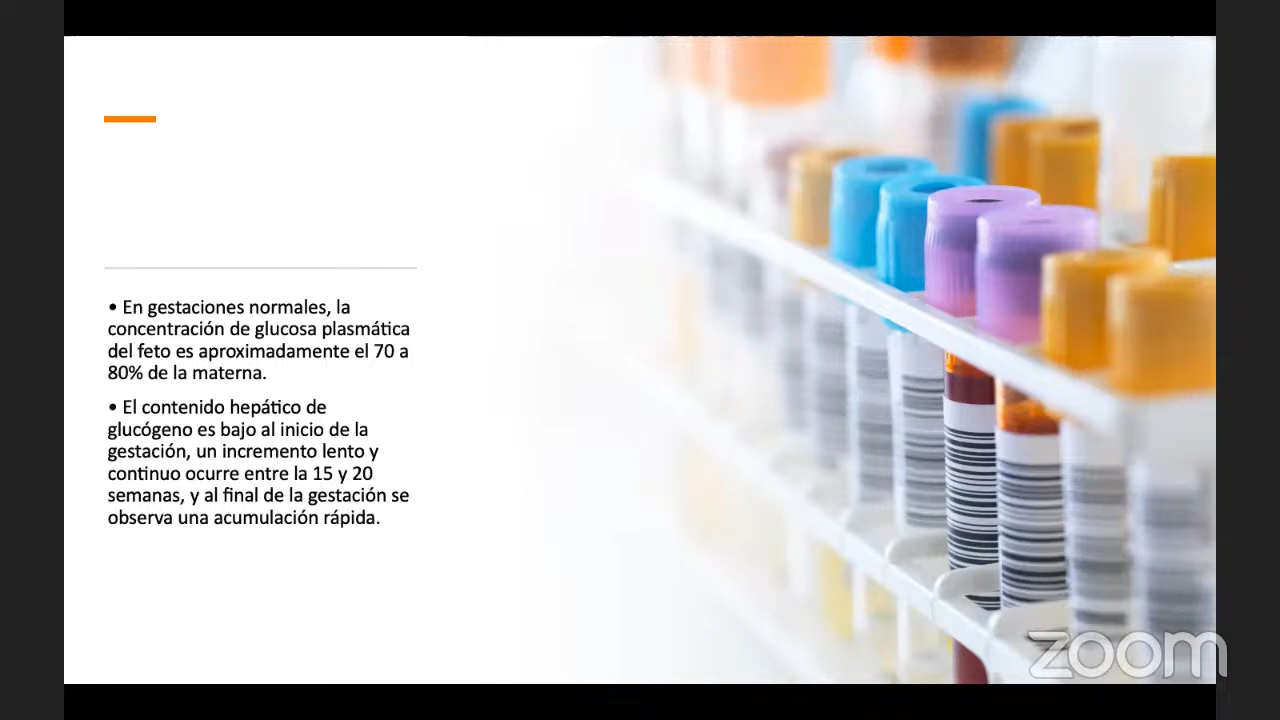 • En gestaciones normales, la
concentración de glucosa plasmática
del feto es aproximadamente el 70 a
80% de la materna.
• El contenido hepático de
glucógeno es bajo al inicio de la
gestación, un incremento lento y
continuo ocurre entre la 15 y 20
semanas, y al final de la gestación se
observa una acumulación rápida.
zoom